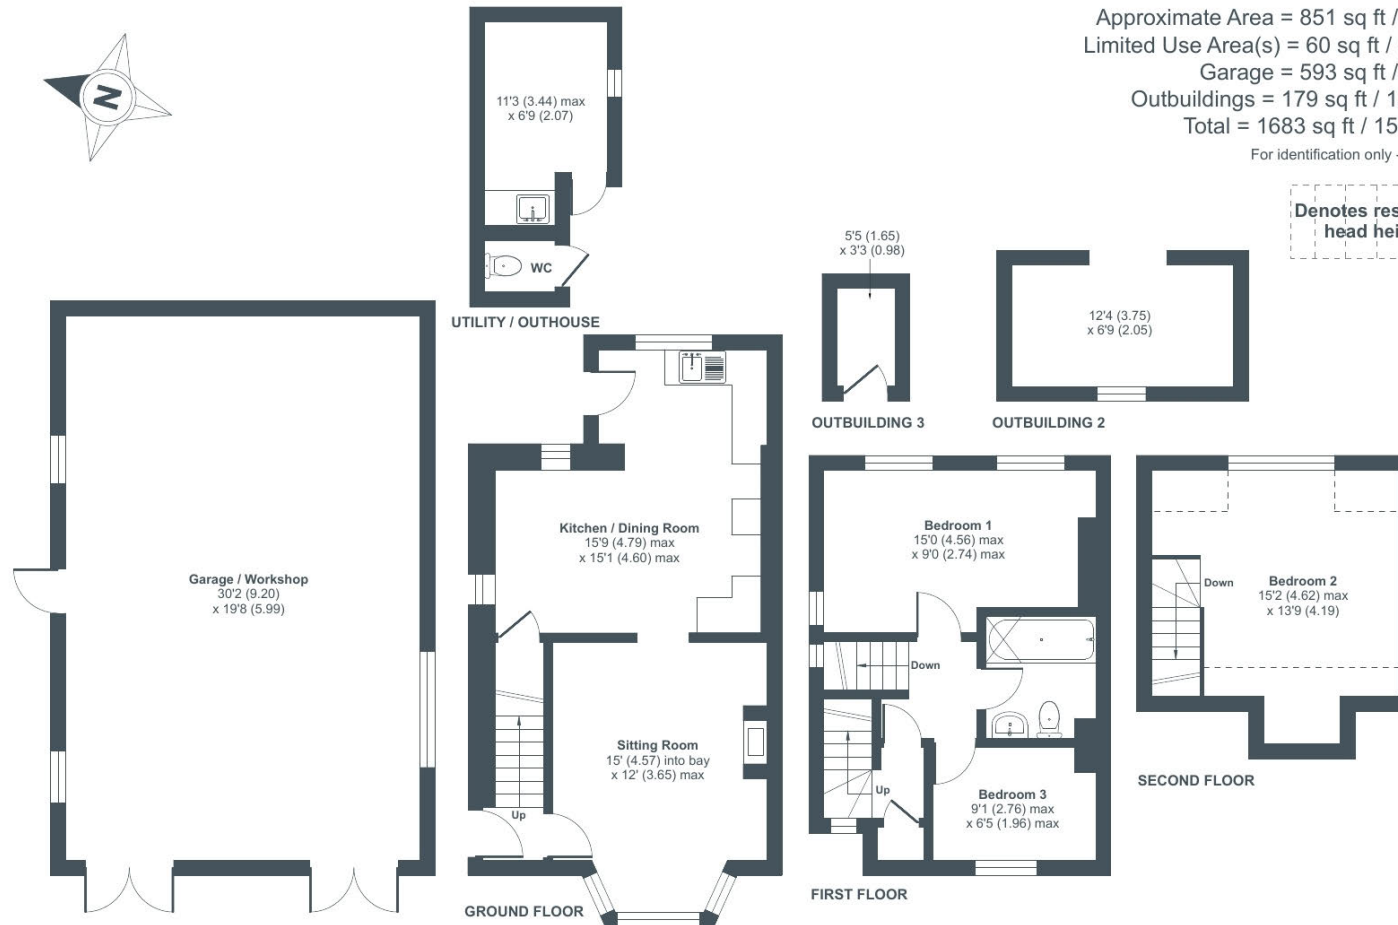 Approximate Area = 851 sq ft /
Limited Use Area(s) = 60 sq ft /
Garage = 593 sq ft /
Outbuildings = 179 sq ft / 1
Total = 1683 sq ft / 15
For identification only -
N
Denotes res
head hei
11'3 (3.44) max
x 6'9 (2.07)
WC
UTILITY / OUTHOUSE
5'5 (1.65)
x 3'3 (0.98)
OUTBUILDING 3
12'4 (3.75)
x 6'9 (2.05)
OUTBUILDING 2
Garage / Workshop
30'2 (9.20)
x 19'8 (5.99)
Kitchen / Dining Room
15'9 (4.79) max
x 15'1 (4.60) max
Sitting Room
15' (4.57) into bay
x 12' (3.65) max
Up
GROUND FLOOR
Bedroom 1
15'0 (4.56) max
x 9'0 (2.74) max
Down
Up
Bedroom 3
9'1 (2.76) max
x 6'5 (1.96) max
FIRST FLOOR
Down
Bedroom 2
15'2 (4.62) max
x 13'9 (4.19)
SECOND FLOOR